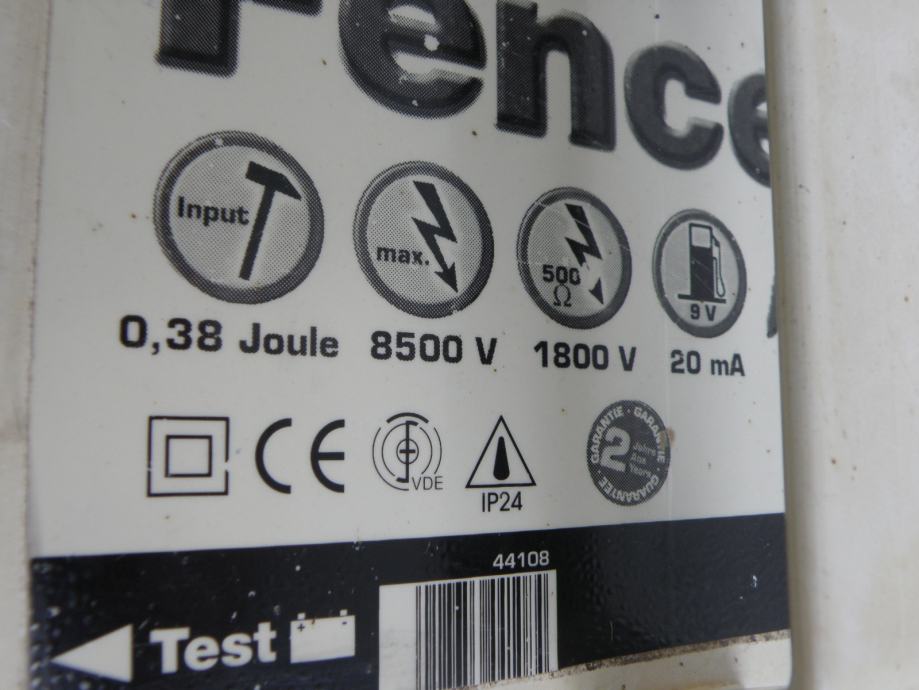 Fence
Input
max.
500
Ω
9 V
0,38 Joule
8500 V
1800 V
20 mA
CE
VDE
IP24
GARANTIE · GARANTIE · GUARANTEE
2
Jahre
Ans
Years
44108
Test